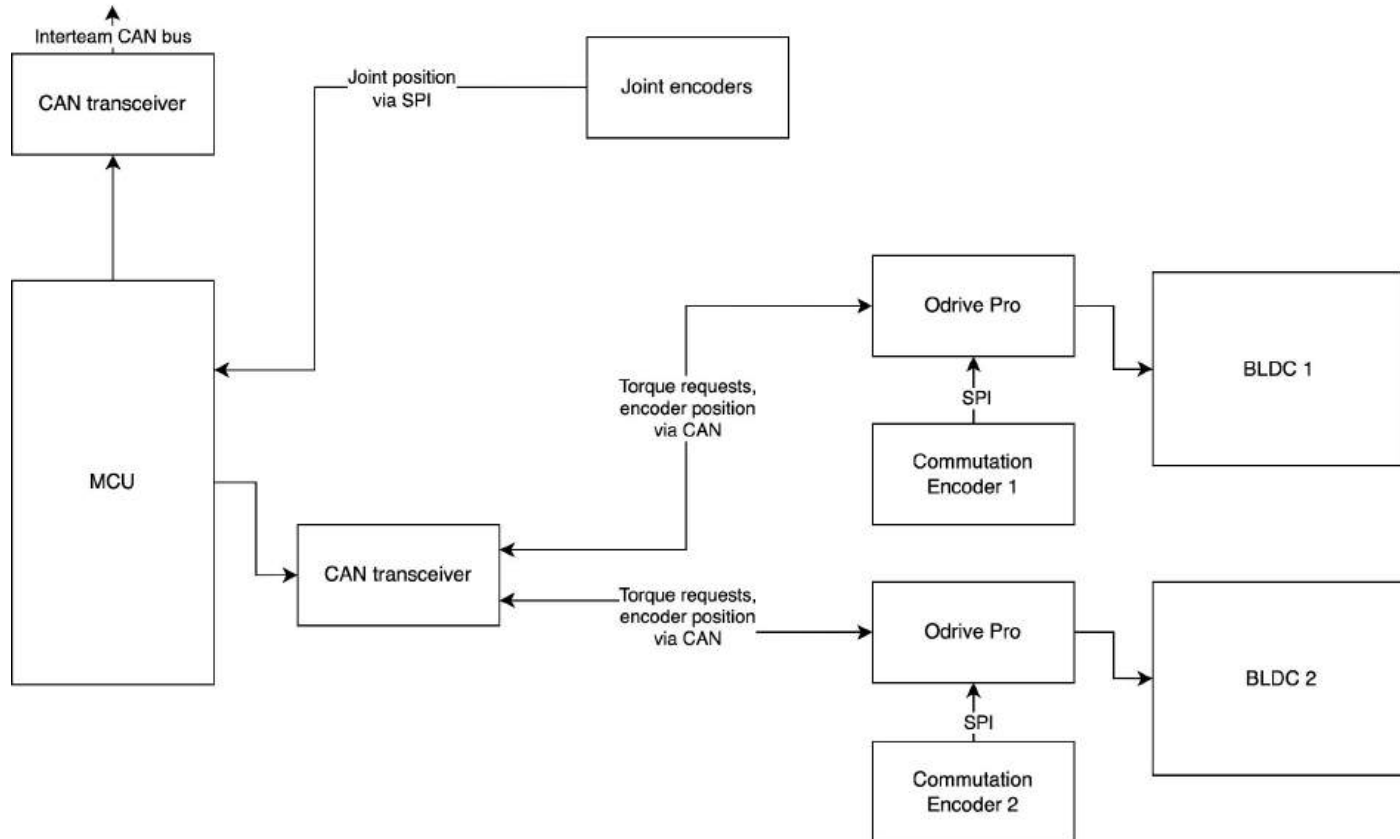 Interteam CAN bus
CAN transceiver
Joint position
via SPI
Joint encoders
MCU
Torque requests,
encoder position
via CAN
Odrive Pro
SPI
Commutation
Encoder 1
BLDC 1
CAN transceiver
Torque requests,
encoder position
via CAN
Odrive Pro
SPI
Commutation
Encoder 2
BLDC 2